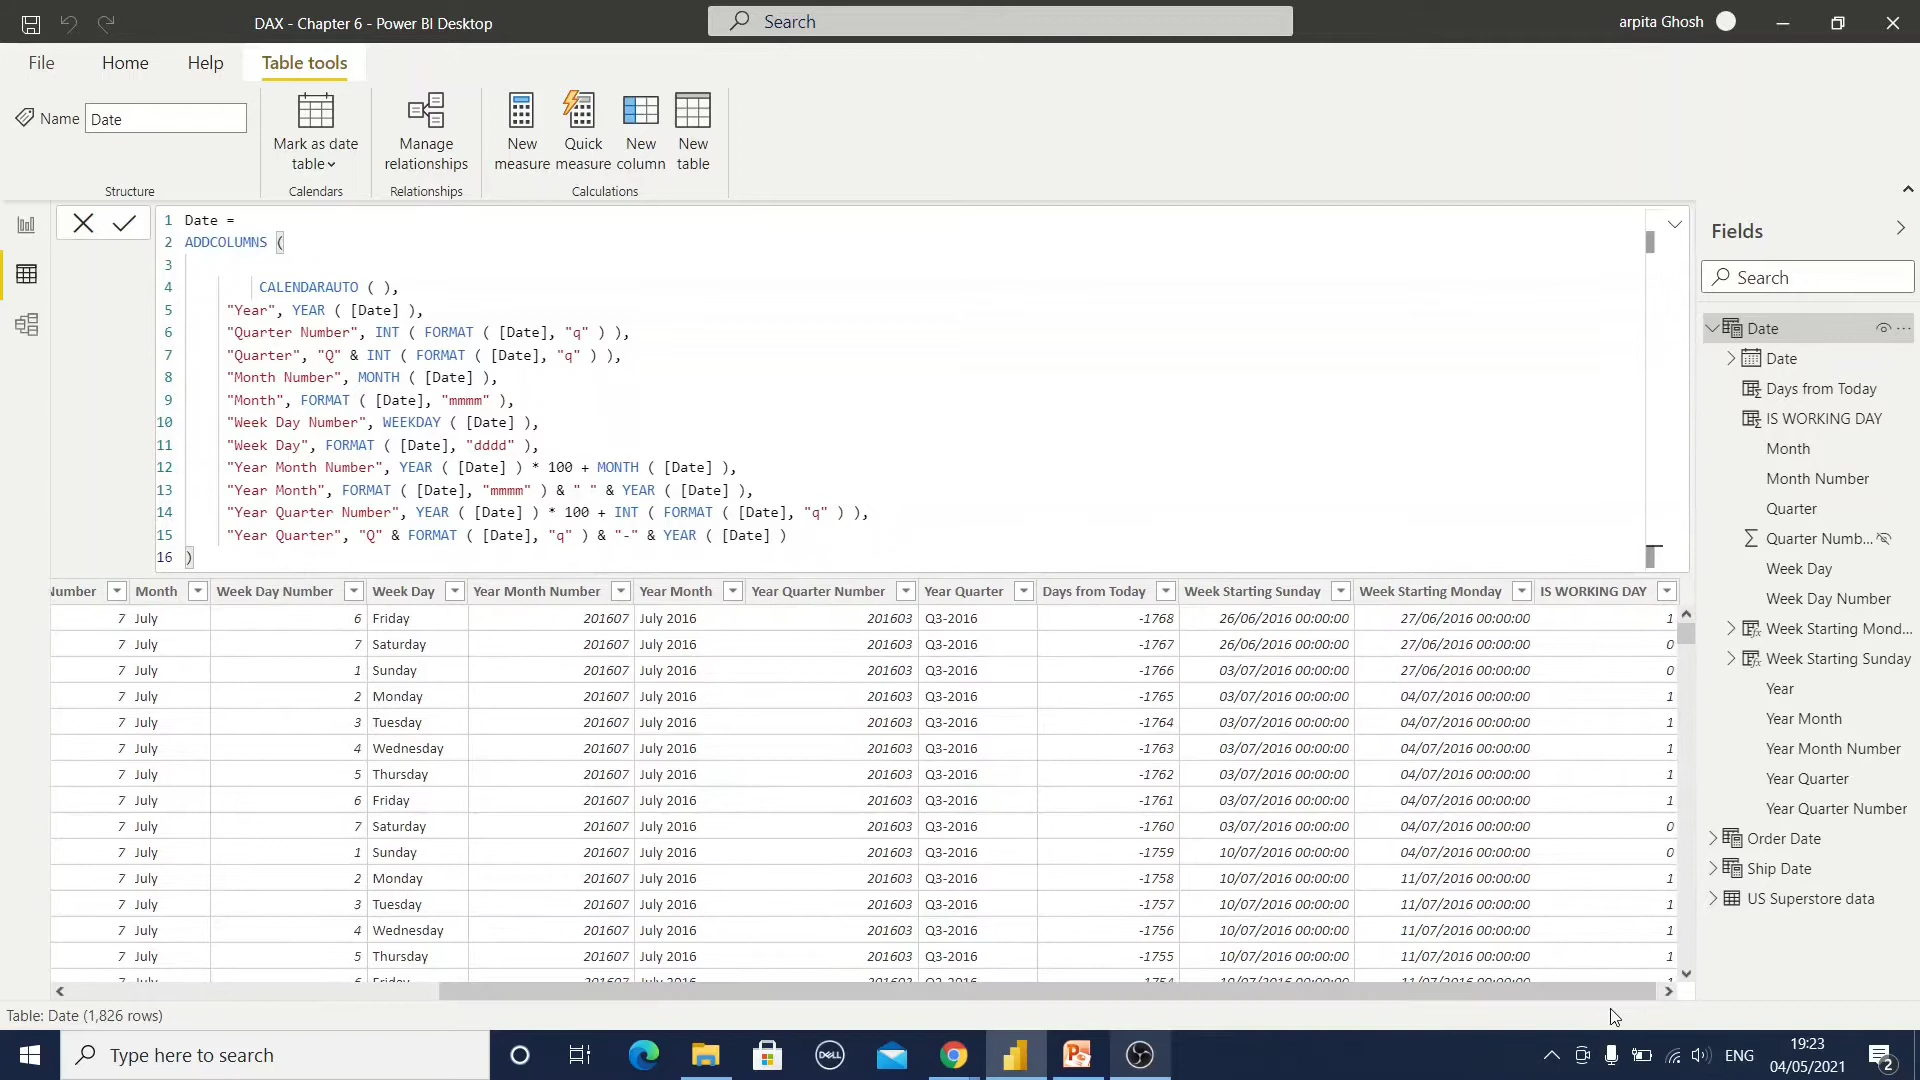 DAX - Chapter 6 - Power BI Desktop
Search
arpita Ghosh
File Home Help Table tools
Name Date
Mark as date table
Manage relationships
New measure
Quick measure
New column
New table
Structure Calendars Relationships Calculations
1 Date =
2 ADDCOLUMNS (
3
4 CALENDARAUTO ( ),
5 "Year", YEAR ( [Date] ),
6 "Quarter Number", INT ( FORMAT ( [Date], "q" ) ),
7 "Quarter", "Q" & INT ( FORMAT ( [Date], "q" ) ),
8 "Month Number", MONTH ( [Date] ),
9 "Month", FORMAT ( [Date], "mmmm" ),
10 "Week Day Number", WEEKDAY ( [Date] ),
11 "Week Day", FORMAT ( [Date], "dddd" ),
12 "Year Month Number", YEAR ( [Date] ) * 100 + MONTH ( [Date] ),
13 "Year Month", FORMAT ( [Date], "mmmm" ) & " " & YEAR ( [Date] ),
14 "Year Quarter Number", YEAR ( [Date] ) * 100 + INT ( FORMAT ( [Date], "q" ) ),
15 "Year Quarter", "Q" & FORMAT ( [Date], "q" ) & "-" & YEAR ( [Date] )
16 )
Number Month Week Day Number Week Day Year Month Number Year Month Year Quarter Number Year Quarter Days from Today Week Starting Sunday Week Starting Monday IS WORKING DAY
7 July 6 Friday 201607 July 2016 201603 Q3-2016 -1768 26/06/2016 00:00:00 27/06/2016 00:00:00 1
7 July 7 Saturday 201607 July 2016 201603 Q3-2016 -1767 26/06/2016 00:00:00 27/06/2016 00:00:00 0
7 July 1 Sunday 201607 July 2016 201603 Q3-2016 -1766 03/07/2016 00:00:00 27/06/2016 00:00:00 0
7 July 2 Monday 201607 July 2016 201603 Q3-2016 -1765 03/07/2016 00:00:00 04/07/2016 00:00:00 1
7 July 3 Tuesday 201607 July 2016 201603 Q3-2016 -1764 03/07/2016 00:00:00 04/07/2016 00:00:00 1
7 July 4 Wednesday 201607 July 2016 201603 Q3-2016 -1763 03/07/2016 00:00:00 04/07/2016 00:00:00 1
7 July 5 Thursday 201607 July 2016 201603 Q3-2016 -1762 03/07/2016 00:00:00 04/07/2016 00:00:00 1
7 July 6 Friday 201607 July 2016 201603 Q3-2016 -1761 03/07/2016 00:00:00 04/07/2016 00:00:00 1
7 July 7 Saturday 201607 July 2016 201603 Q3-2016 -1760 03/07/2016 00:00:00 04/07/2016 00:00:00 0
7 July 1 Sunday 201607 July 2016 201603 Q3-2016 -1759 10/07/2016 00:00:00 04/07/2016 00:00:00 0
7 July 2 Monday 201607 July 2016 201603 Q3-2016 -1758 10/07/2016 00:00:00 11/07/2016 00:00:00 1
7 July 3 Tuesday 201607 July 2016 201603 Q3-2016 -1757 10/07/2016 00:00:00 11/07/2016 00:00:00 1
7 July 4 Wednesday 201607 July 2016 201603 Q3-2016 -1756 10/07/2016 00:00:00 11/07/2016 00:00:00 1
7 July 5 Thursday 201607 July 2016 201603 Q3-2016 -1755 10/07/2016 00:00:00 11/07/2016 00:00:00 1
Fields
Search
Date
Date
Days from Today
IS WORKING DAY
Month
Month Number
Quarter
Quarter Numb...
Week Day
Week Day Number
Week Starting Mond...
Week Starting Sunday
Year
Year Month
Year Month Number
Year Quarter
Year Quarter Number
Order Date
Ship Date
US Superstore data
Table: Date (1,826 rows)
Type here to search
DELL
ENG
19:23
04/05/2021
2